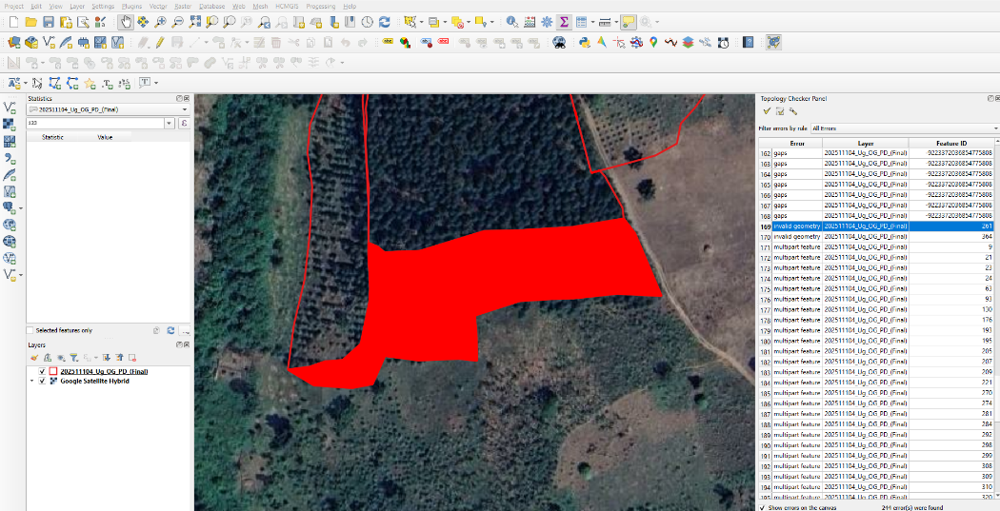 Project Edit View Layer Settings Plugins Vector Raster Database Web Mesh HCMGIS Processing Help
Statistics
202511104_Ug_OG_PD_(Final)
123
Statistic Value
Selected features only
Layers
202511104_Ug_OG_PD_(Final)
Google Satellite Hybrid
Topology Checker Panel
Filter errors by rule All Errors
Error Layer Feature ID
162 gaps 202511104_Ug_OG_PD_(Final) -9223372036854775808
163 gaps 202511104_Ug_OG_PD_(Final) -9223372036854775808
164 gaps 202511104_Ug_OG_PD_(Final) -9223372036854775808
165 gaps 202511104_Ug_OG_PD_(Final) -9223372036854775808
166 gaps 202511104_Ug_OG_PD_(Final) -9223372036854775808
167 gaps 202511104_Ug_OG_PD_(Final) -9223372036854775808
168 gaps 202511104_Ug_OG_PD_(Final) -9223372036854775808
169 invalid geometry 202511104_Ug_OG_PD_(Final) 261
170 invalid geometry 202511104_Ug_OG_PD_(Final) 364
171 multipart feature 202511104_Ug_OG_PD_(Final) 9
172 multipart feature 202511104_Ug_OG_PD_(Final) 21
173 multipart feature 202511104_Ug_OG_PD_(Final) 23
174 multipart feature 202511104_Ug_OG_PD_(Final) 24
175 multipart feature 202511104_Ug_OG_PD_(Final) 63
176 multipart feature 202511104_Ug_OG_PD_(Final) 93
177 multipart feature 202511104_Ug_OG_PD_(Final) 130
178 multipart feature 202511104_Ug_OG_PD_(Final) 176
179 multipart feature 202511104_Ug_OG_PD_(Final) 193
180 multipart feature 202511104_Ug_OG_PD_(Final) 195
181 multipart feature 202511104_Ug_OG_PD_(Final) 205
182 multipart feature 202511104_Ug_OG_PD_(Final) 207
183 multipart feature 202511104_Ug_OG_PD_(Final) 209
184 multipart feature 202511104_Ug_OG_PD_(Final) 221
185 multipart feature 202511104_Ug_OG_PD_(Final) 270
186 multipart feature 202511104_Ug_OG_PD_(Final) 274
187 multipart feature 202511104_Ug_OG_PD_(Final) 281
188 multipart feature 202511104_Ug_OG_PD_(Final) 284
189 multipart feature 202511104_Ug_OG_PD_(Final) 292
190 multipart feature 202511104_Ug_OG_PD_(Final) 298
191 multipart feature 202511104_Ug_OG_PD_(Final) 299
192 multipart feature 202511104_Ug_OG_PD_(Final) 308
193 multipart feature 202511104_Ug_OG_PD_(Final) 309
194 multipart feature 202511104_Ug_OG_PD_(Final) 310
195 multipart feature 202511104_Ug_OG_PD_(Final) 320
Show errors on the canvas 244 error(s) were found